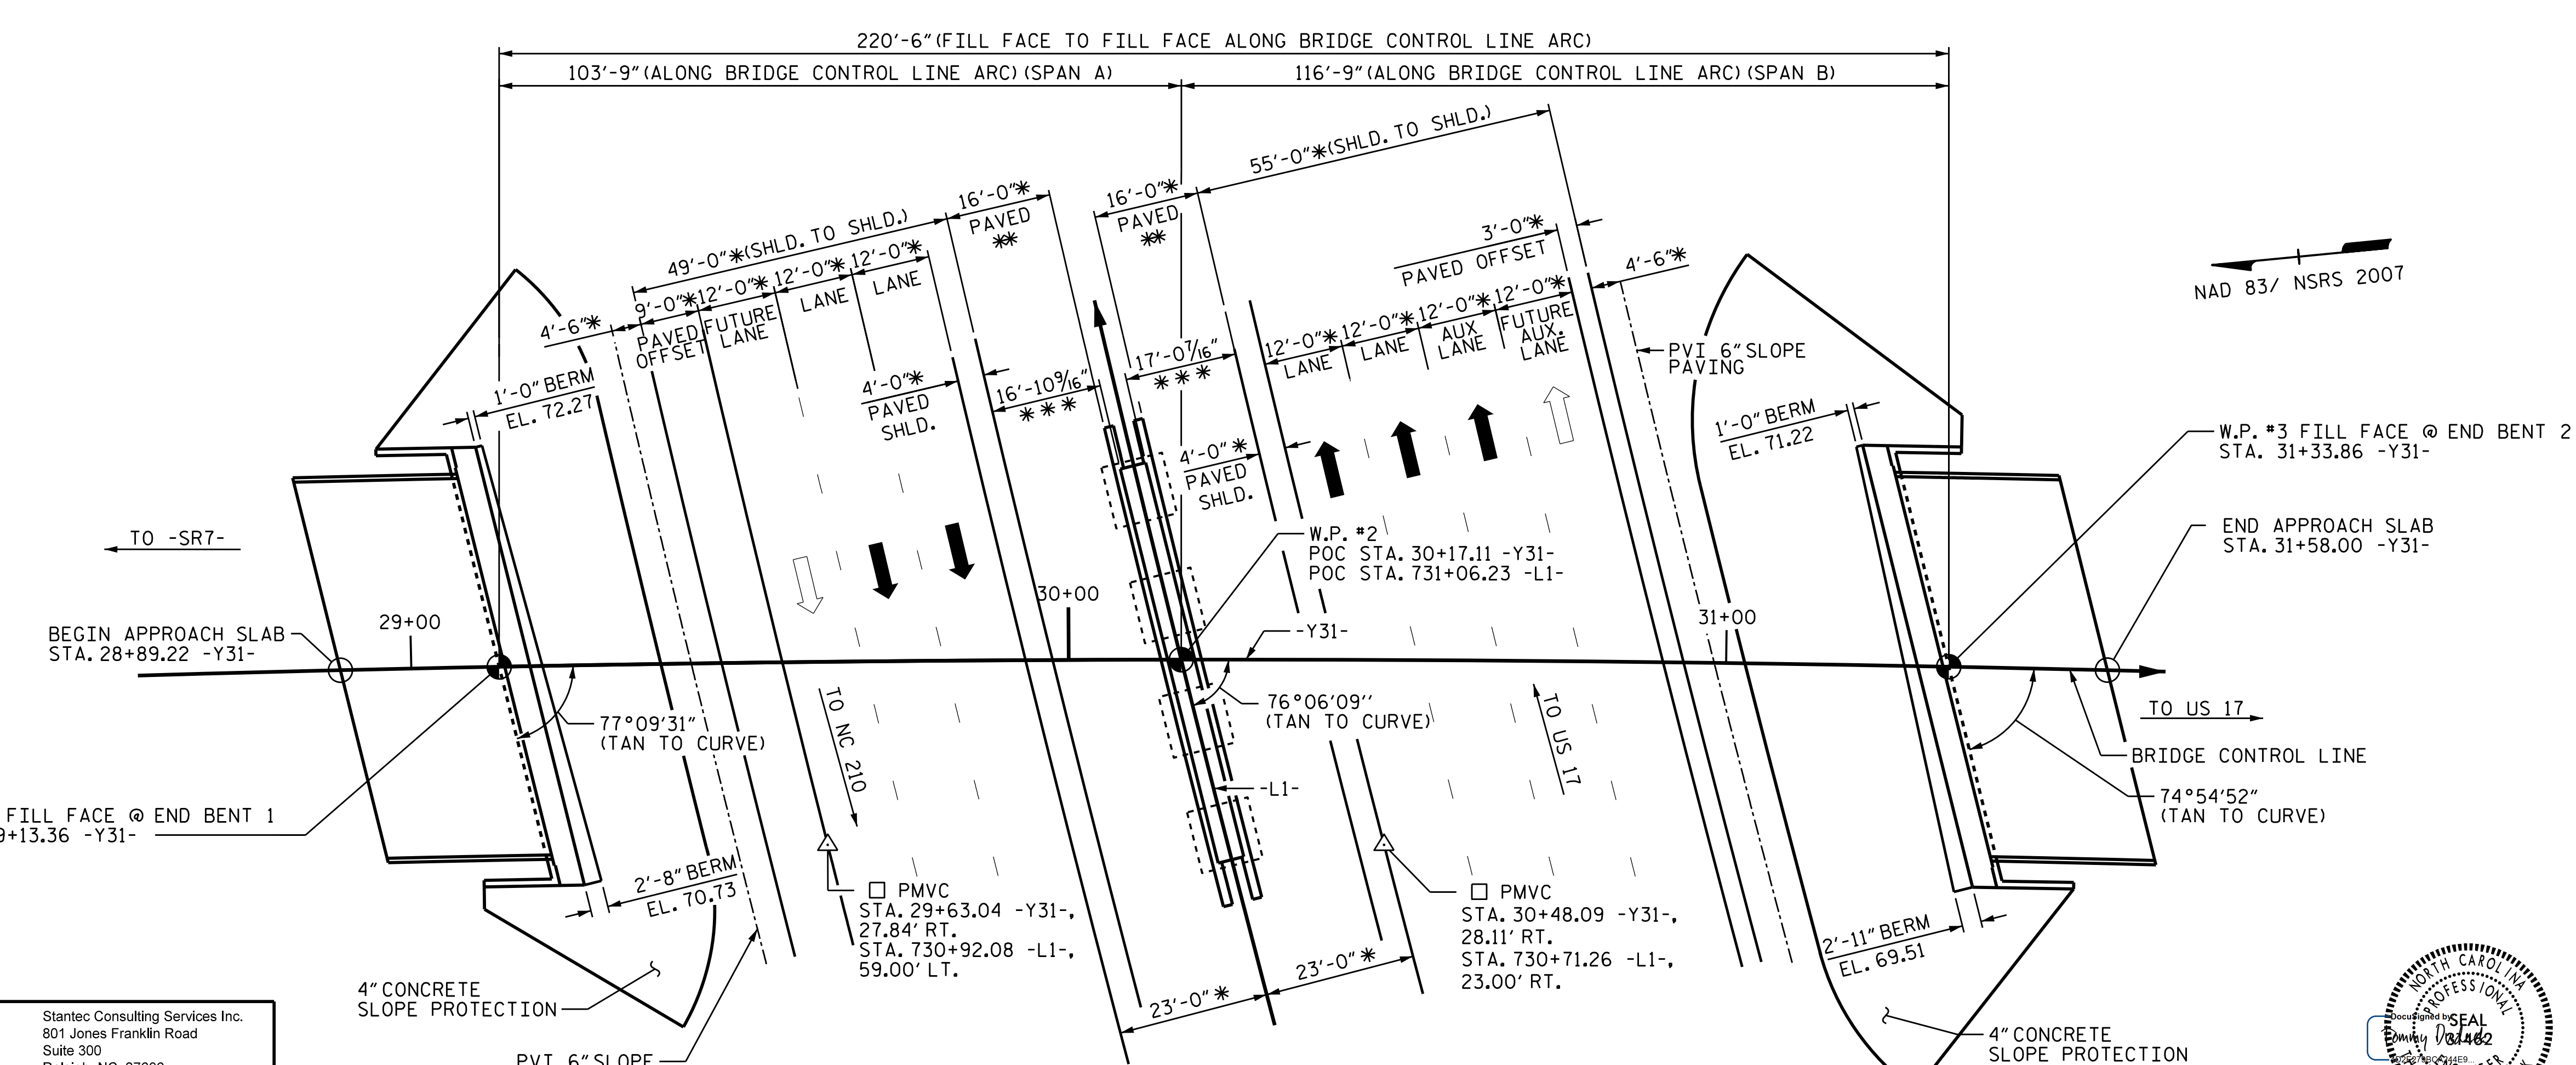 220'-6" (FILL FACE TO FILL FACE ALONG BRIDGE CONTROL LINE ARC)
103'-9" (ALONG BRIDGE CONTROL LINE ARC) (SPAN A)
116'-9" (ALONG BRIDGE CONTROL LINE ARC) (SPAN B)
55'-0"*(SHLD. TO SHLD.)
16'-0"*
PAVED
**
16'-0"*
PAVED
**
49'-0"*(SHLD. TO SHLD.)
3'-0"*
PAVED OFFSET
4'-6"*
4'-6"*
9'-0"*
PAVED
OFFSET
12'-0"*
FUTURE
LANE
12'-0"*
LANE
12'-0"*
LANE
NAD 83/ NSRS 2007
12'-0"*
LANE
12'-0"*
LANE
12'-0"*
AUX
LANE
12'-0"*
FUTURE
AUX.
LANE
17'-0 7/16"
***
16'-10 9/16"
***
4'-0"*
PAVED
SHLD.
4'-0"*
PAVED
SHLD.
PVI 6" SLOPE
PAVING
1'-0" BERM
EL. 72.27
1'-0" BERM
EL. 71.22
W.P. #3 FILL FACE @ END BENT 2
STA. 31+33.86 -Y31-
END APPROACH SLAB
STA. 31+58.00 -Y31-
TO -SR7-
W.P. #2
POC STA. 30+17.11 -Y31-
POC STA. 731+06.23 -L1-
BEGIN APPROACH SLAB
STA. 28+89.22 -Y31-
29+00
30+00
-Y31-
31+00
77°09'31"
(TAN TO CURVE)
TO NC 210
76°06'09''
(TAN TO CURVE)
TO US 17
TO US 17
BRIDGE CONTROL LINE
74°54'52"
(TAN TO CURVE)
-L1-
FILL FACE @ END BENT 1
9+13.36 -Y31-
2'-8" BERM
EL. 70.73
PMVC
STA. 29+63.04 -Y31-,
27.84' RT.
STA. 730+92.08 -L1-,
59.00' LT.
PMVC
STA. 30+48.09 -Y31-,
28.11' RT.
STA. 730+71.26 -L1-,
23.00' RT.
2'-11" BERM
EL. 69.51
23'-0"*
23'-0"*
4" CONCRETE
SLOPE PROTECTION
4" CONCRETE
SLOPE PROTECTION
PVI 6" SLOPE
Stantec Consulting Services Inc.
801 Jones Franklin Road
Suite 300
NORTH CAROLINA
PROFESSIONAL
DocuSigned by
SEAL